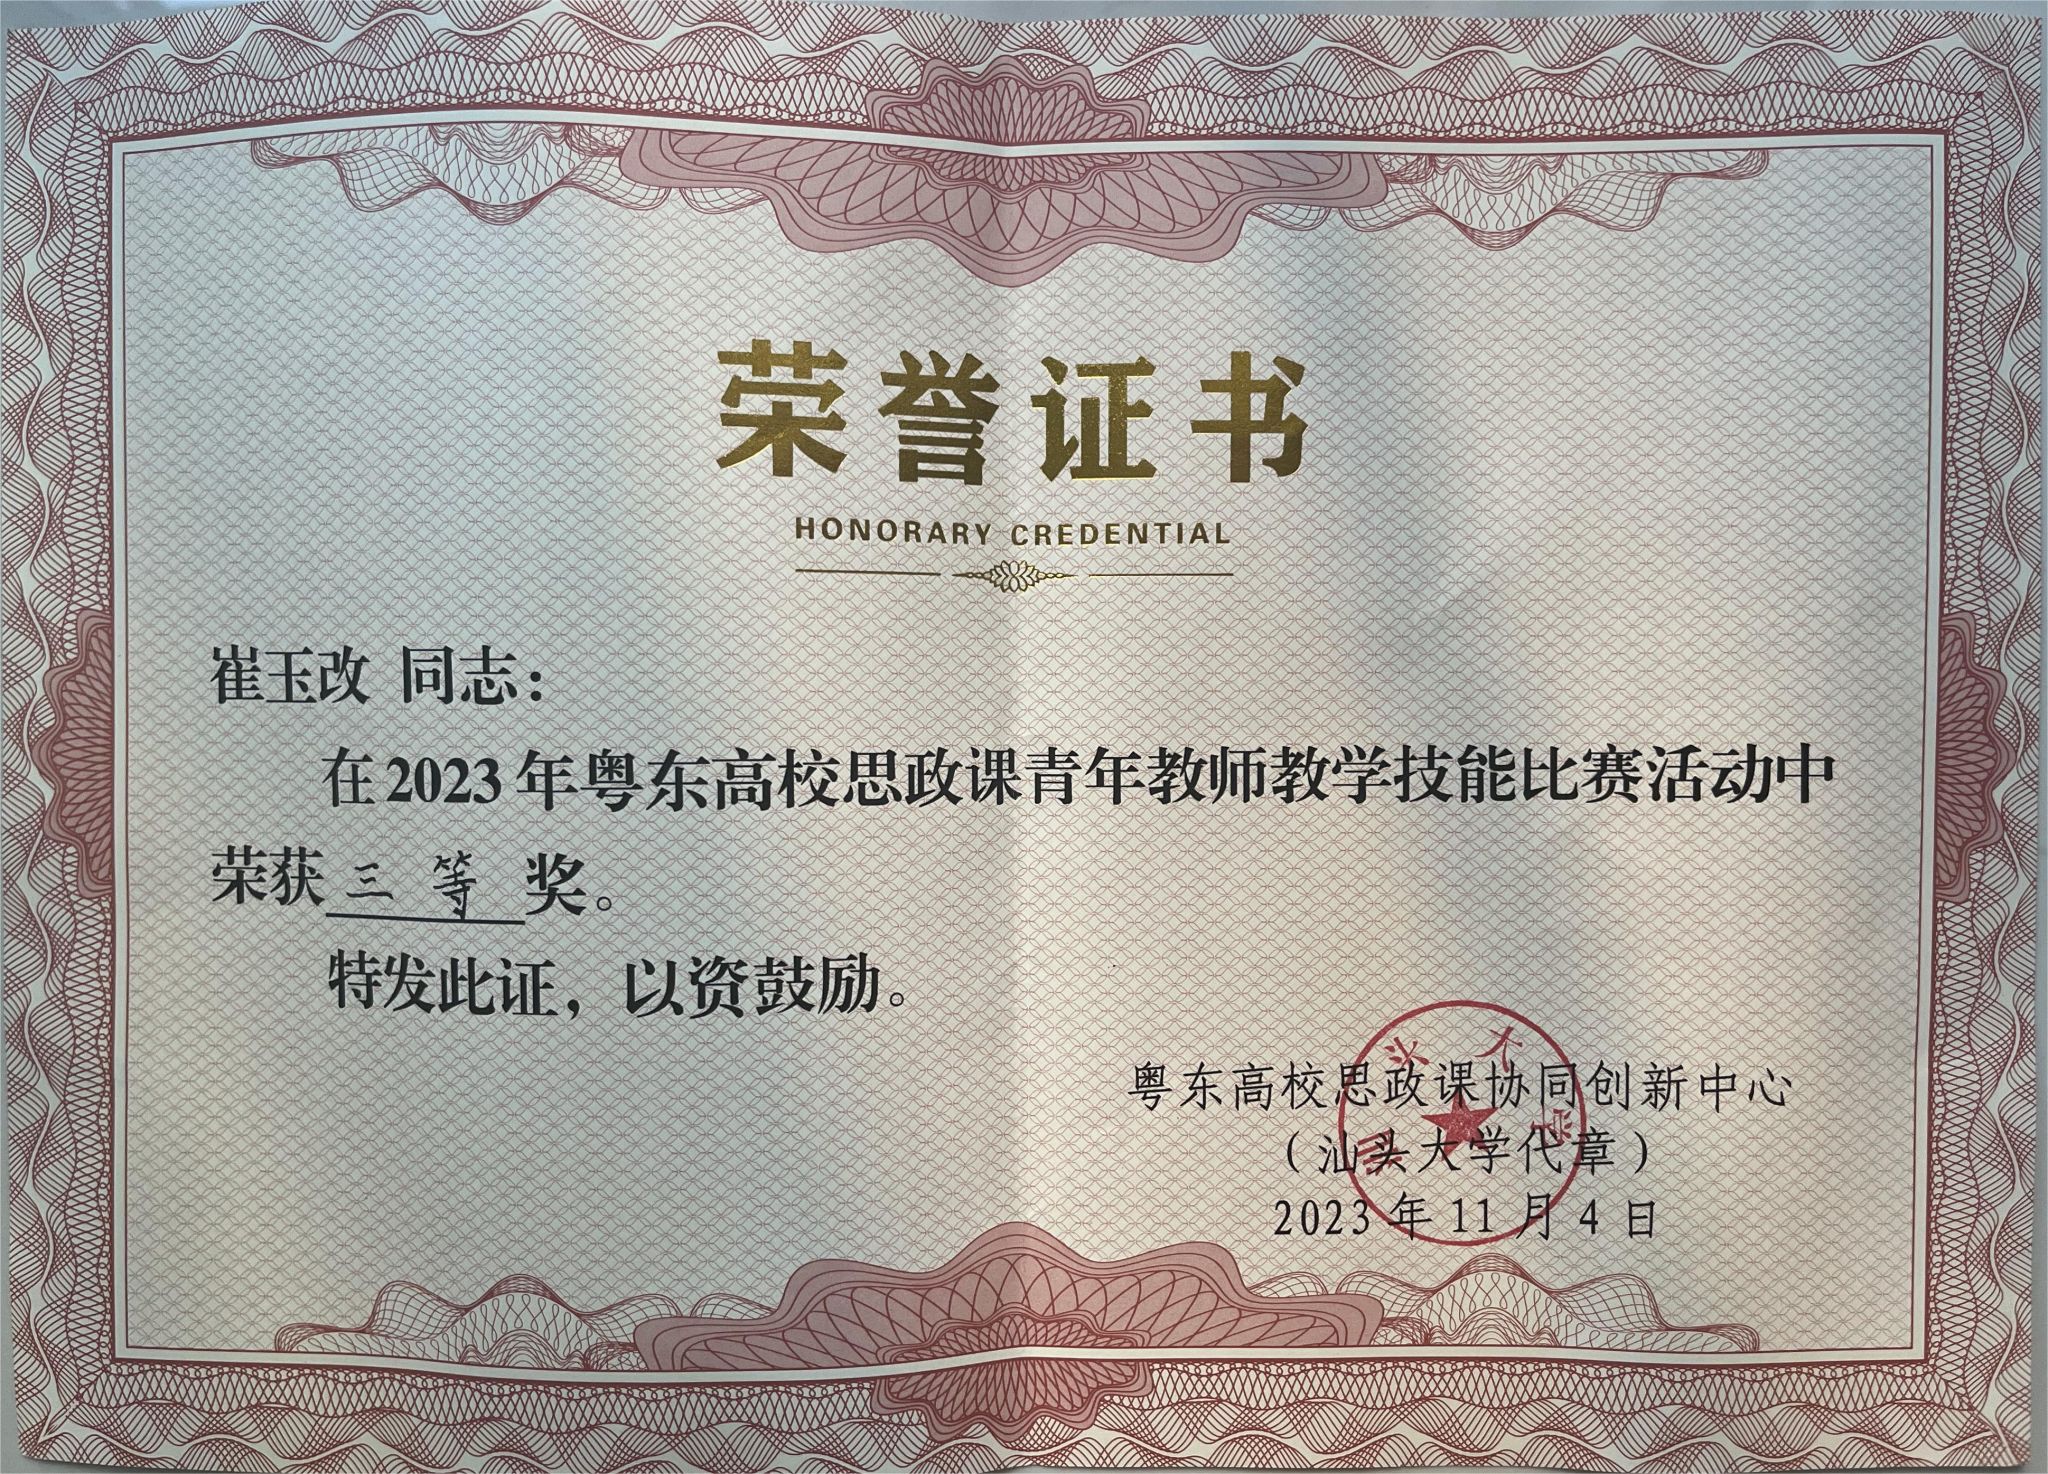 荣誉证书
HONORARY CREDENTIAL
崔玉改 同志：
在2023年粤东高校思政课青年教师教学技能比赛活动中
荣获 三等 奖。
特发此证，以资鼓励。
汕头大学
粤东高校思政课协同创新中心
（汕头大学代章）
2023年11月4日